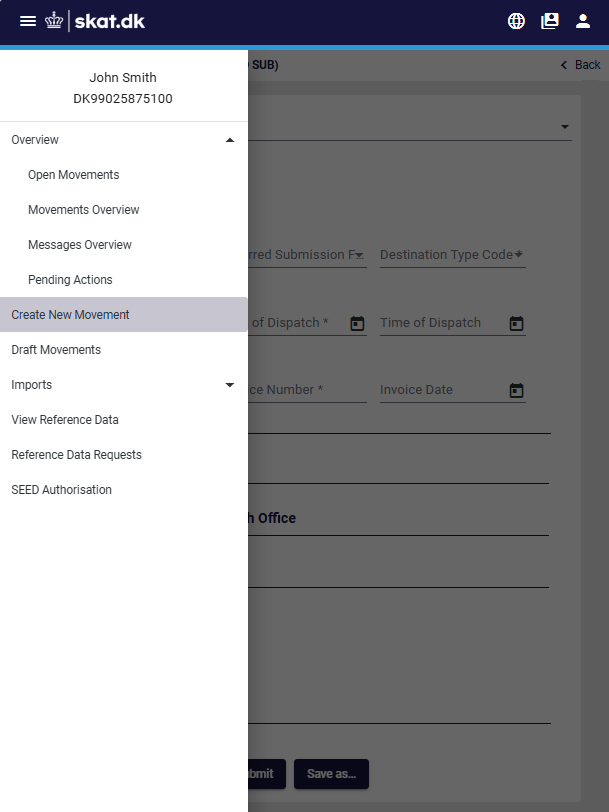 skat.dk
John Smith
DK99025875100
SUB)
Back
Overview
Open Movements
Movements Overview
Messages Overview
Pending Actions
Create New Movement
Draft Movements
Imports
View Reference Data
Reference Data Requests
SEED Authorisation
rred Submission F
Destination Type Code
of Dispatch *
Time of Dispatch
ce Number *
Invoice Date
h Office
bmit
Save as...